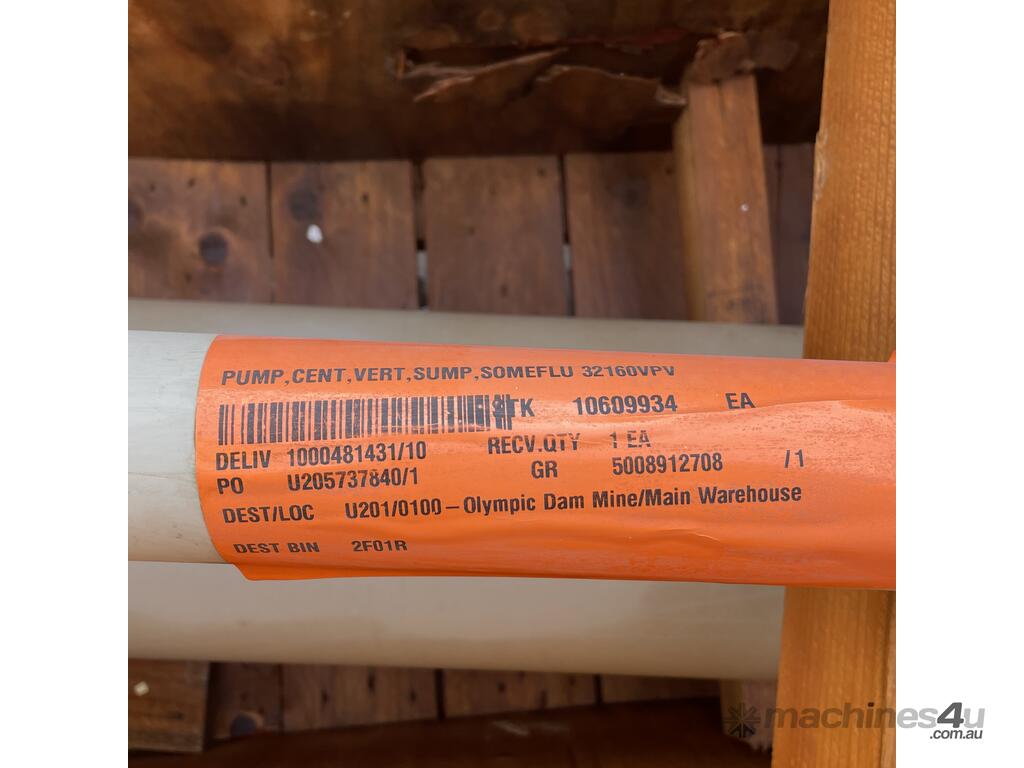 PUMP,CENT,VERT,SUMP,SOMEFLU 32160VPV
STK 10609934 EA
DELIV 1000481431/10 RECV.QTY 1 EA
PO U205737840/1 GR 5008912708 /1
DEST/LOC U201/0100-Olympic Dam Mine/Main Warehouse
DEST BIN 2F01R
machines4u
.com.au